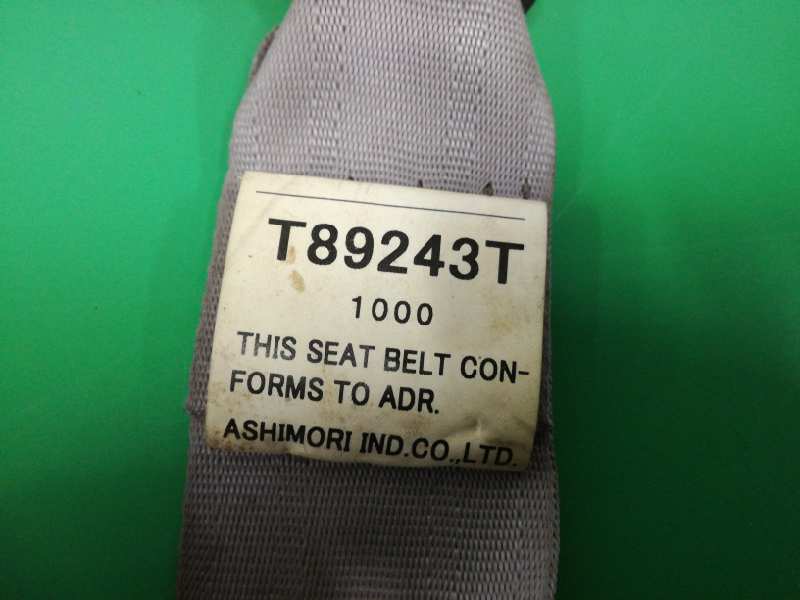 T89243T
1000
THIS SEAT BELT CON-
FORMS TO ADR.
ASHIMORI IND.CO.,LTD.